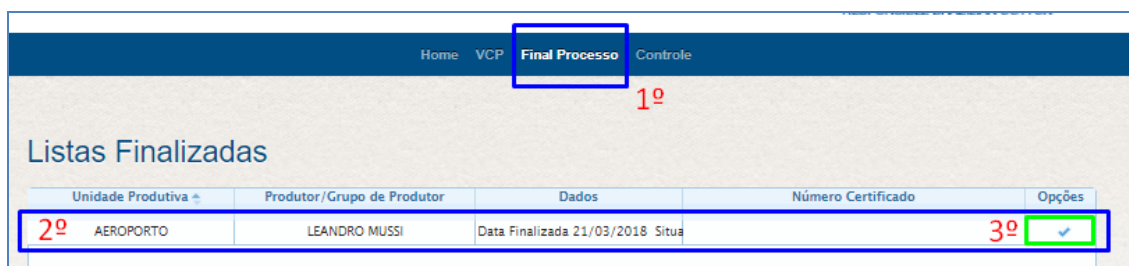 Home VCP Final Processo Controle
1º
Listas Finalizadas
Unidade Produtiva Produtor/Grupo de Produtor Dados Número Certificado Opções
2º AEROPORTO LEANDRO MUSSI Data Finalizada 21/03/2018 Situa 3º